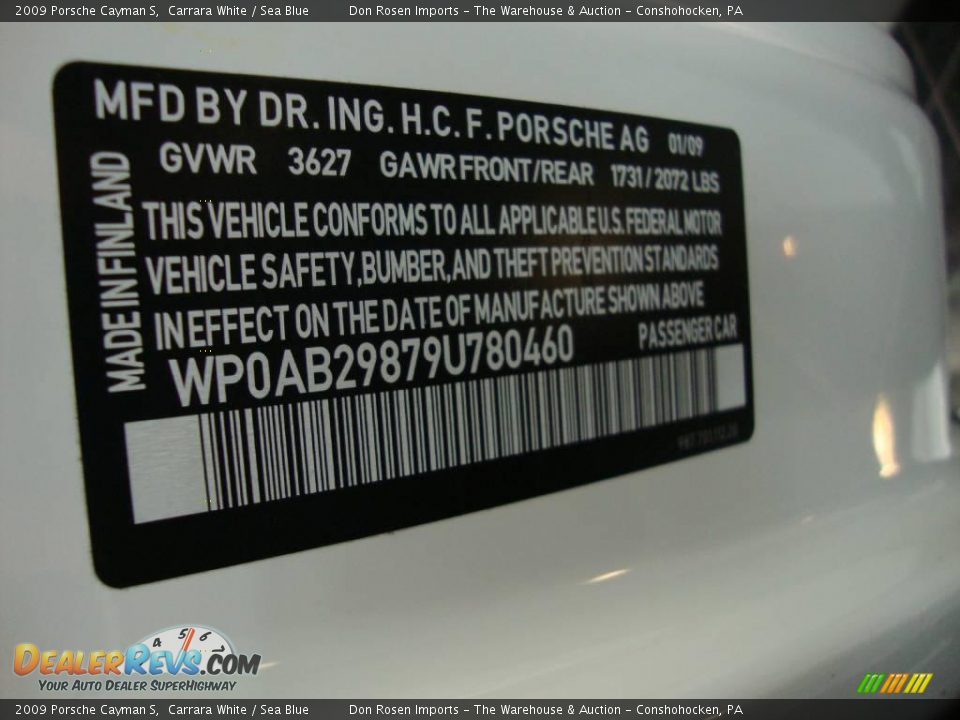 2009 Porsche Cayman S,  Carrara White / Sea Blue          Don Rosen Imports - The Warehouse & Auction - Conshohocken, PA
MFD BY DR. ING. H.C. F. PORSCHE AG 01/09
GVWR 3627 GAWR FRONT/REAR 1731 / 2072 LBS
MADE IN FINLAND
THIS VEHICLE CONFORMS TO ALL APPLICABLE U.S. FEDERAL MOTOR
VEHICLE SAFETY, BUMBER, AND THEFT PREVENTION STANDARDS
IN EFFECT ON THE DATE OF MANUFACTURE SHOWN ABOVE
WP0AB29879U780460 PASSENGER CAR
4 5 6
DEALERREVS.COM
YOUR AUTO DEALER SUPERHIGHWAY
2009 Porsche Cayman S,  Carrara White / Sea Blue          Don Rosen Imports - The Warehouse & Auction - Conshohocken, PA